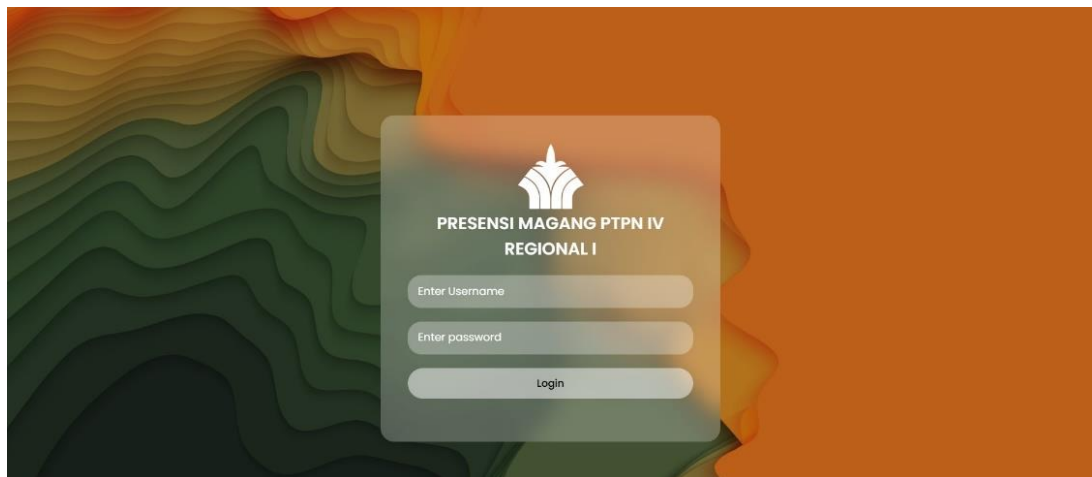 PRESENSI MAGANG PTPN IV
REGIONAL I
Enter Username
Enter password
Login